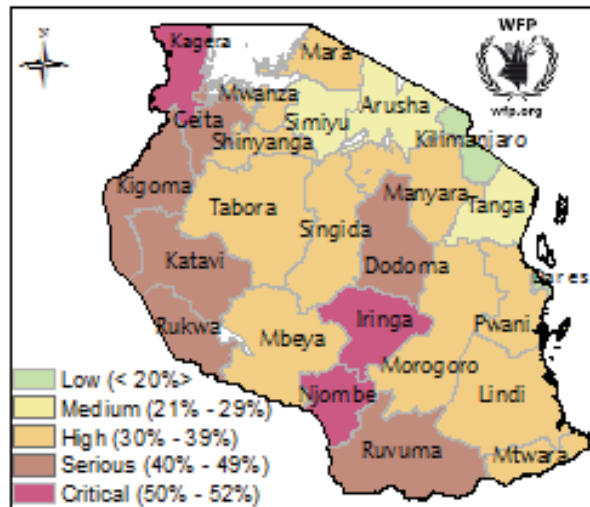 WFP
wfp.org
Kagera
Mara
Mwanza
Arusha
Geita
Simiyu
Kilimanjaro
Shinyanga
Kigoma
Manyara
Tabora
Tanga
Singida
Katavi
Dodoma
Dares
Iringa
Rukwa
Pwani
Mbeya
Morogoro
Njombe
Lindi
Ruvuma
Mtwara
Low (< 20%>
Medium (21% - 29%)
High (30% - 39%)
Serious (40% - 49%)
Critical (50% - 52%)